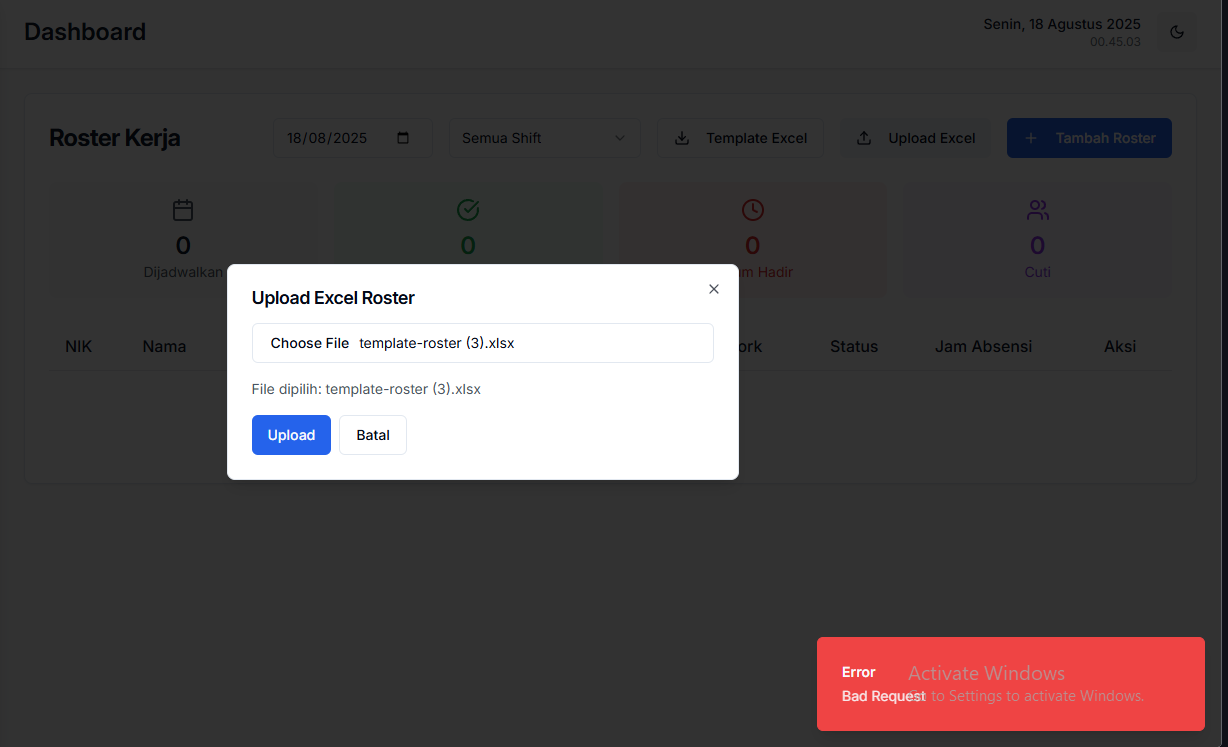 Dashboard
Senin, 18 Agustus 2025
00.45.03
Roster Kerja
18/08/2025
Semua Shift
Template Excel
Upload Excel
Tambah Roster
0
0
0
0
Dijadwalkan
m Hadir
Cuti
Upload Excel Roster
Choose File template-roster (3).xlsx
File dipilih: template-roster (3).xlsx
Upload
Batal
NIK
Nama
ork
Status
Jam Absensi
Aksi
Error
Bad Request
Activate Windows
to Settings to activate Windows.